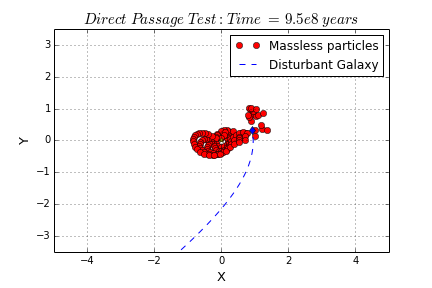 Direct Passage Test: Time = 9.5e8 years
Massless particles
Disturbant Galaxy
Y
3
2
1
0
−1
−2
−3
−4 −2 0 2 4
X